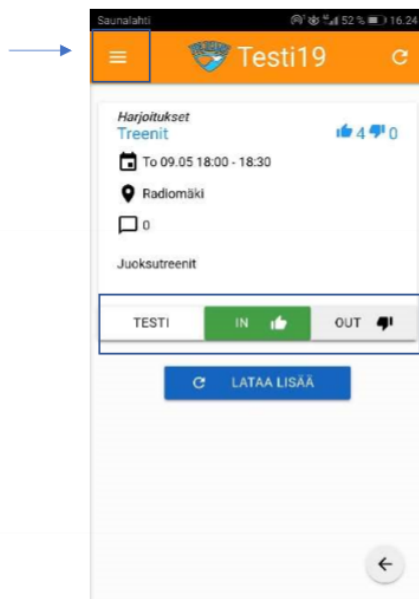 Saunalahti 52 % 16.24
Testi19
Harjoitukset
Treenit 4 0
To 09.05 18:00 - 18:30
Radiomäki
0
Juoksutreenit
TESTI IN OUT
LATAA LISÄÄ